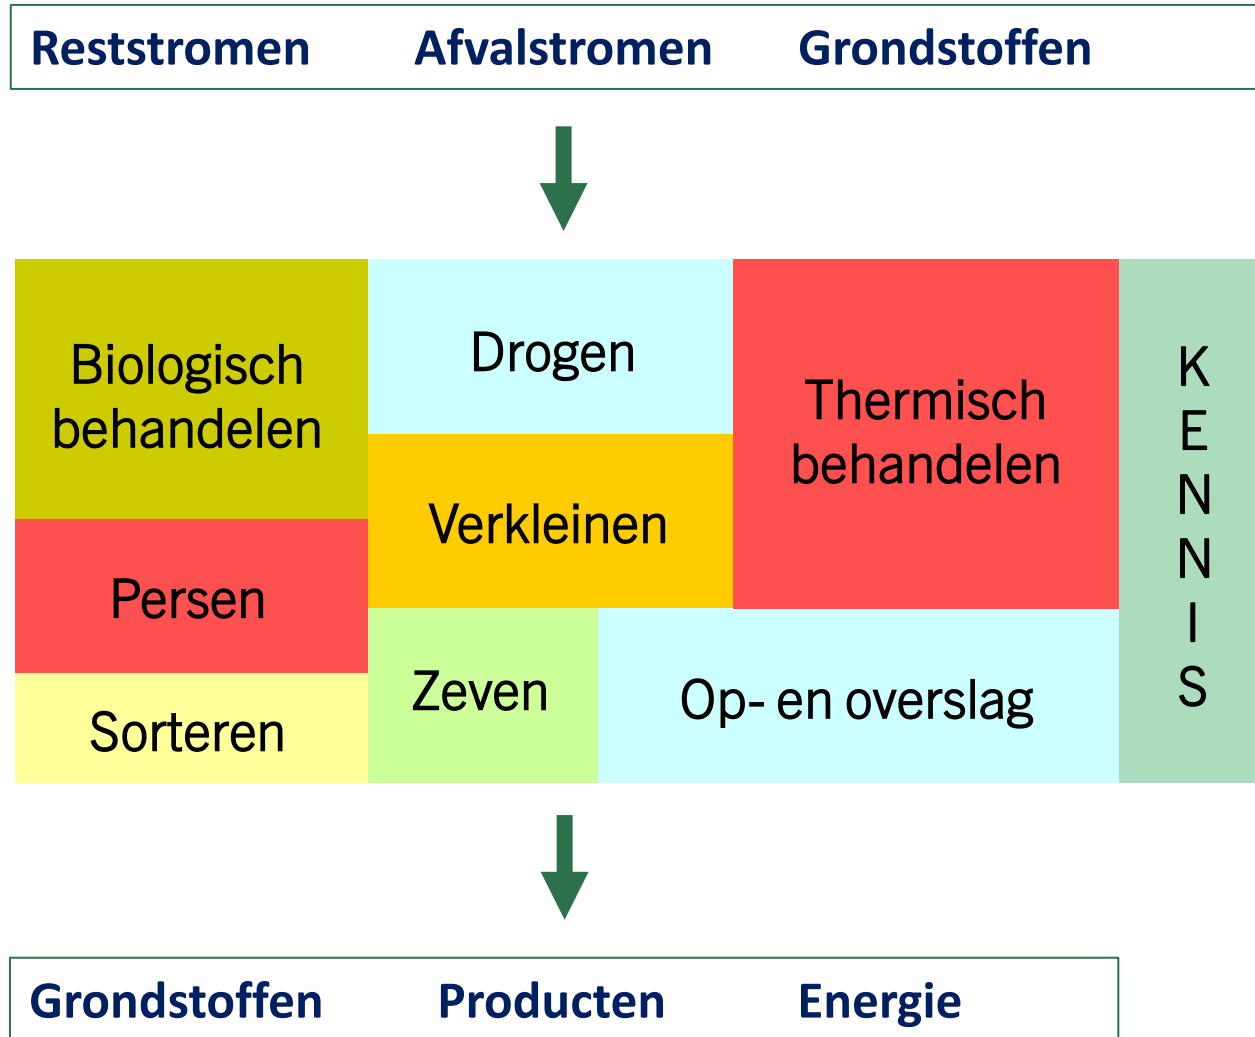 Reststromen Afvalstromen Grondstoffen
Biologisch
behandelen
Persen
Sorteren
Drogen
Verkleinen
Zeven
Thermisch
behandelen
Op- en overslag
K
E
N
N
I
S
Grondstoffen Producten Energie